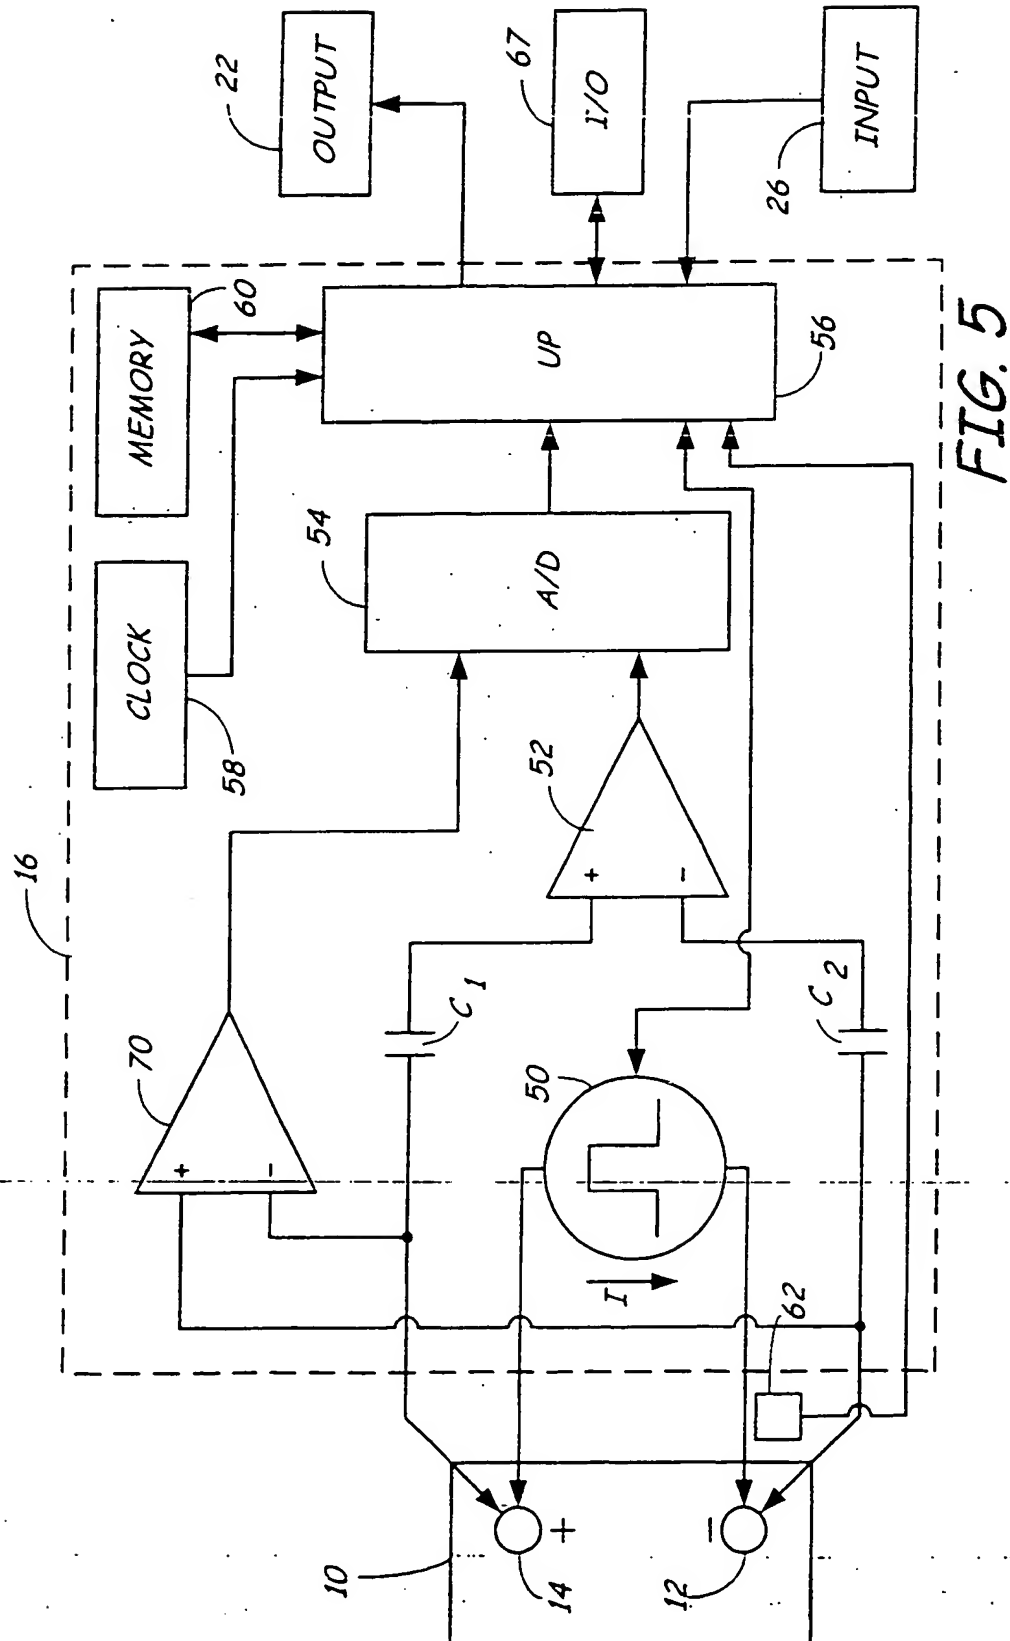 16
CLOCK
58
MEMORY
60
OUTPUT
22
70
+
-
C1
54
A/D
UP
56
I/O
67
52
+
-
50
I
C2
INPUT
26
62
10
14
+
12
-
FIG. 5